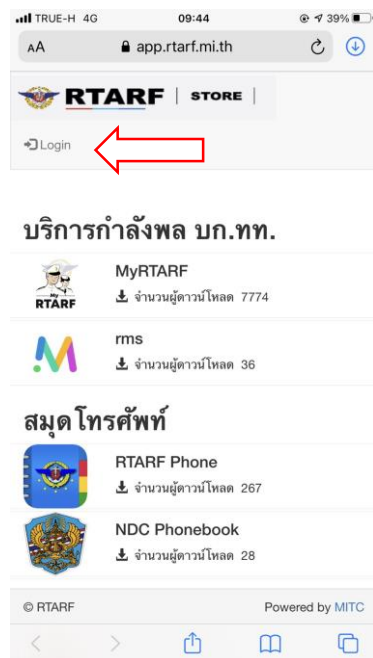 TRUE-H 4G 09:44 39%
AA app.rtarf.mi.th
RTARF | STORE |
Login
บริการกำลังพล บก.ทท.
MyRTARF
จำนวนผู้ดาวน์โหลด 7774
My
RTARF
rms
จำนวนผู้ดาวน์โหลด 36
สมุดโทรศัพท์
RTARF Phone
จำนวนผู้ดาวน์โหลด 267
NDC Phonebook
จำนวนผู้ดาวน์โหลด 28
© RTARF Powered by MITC